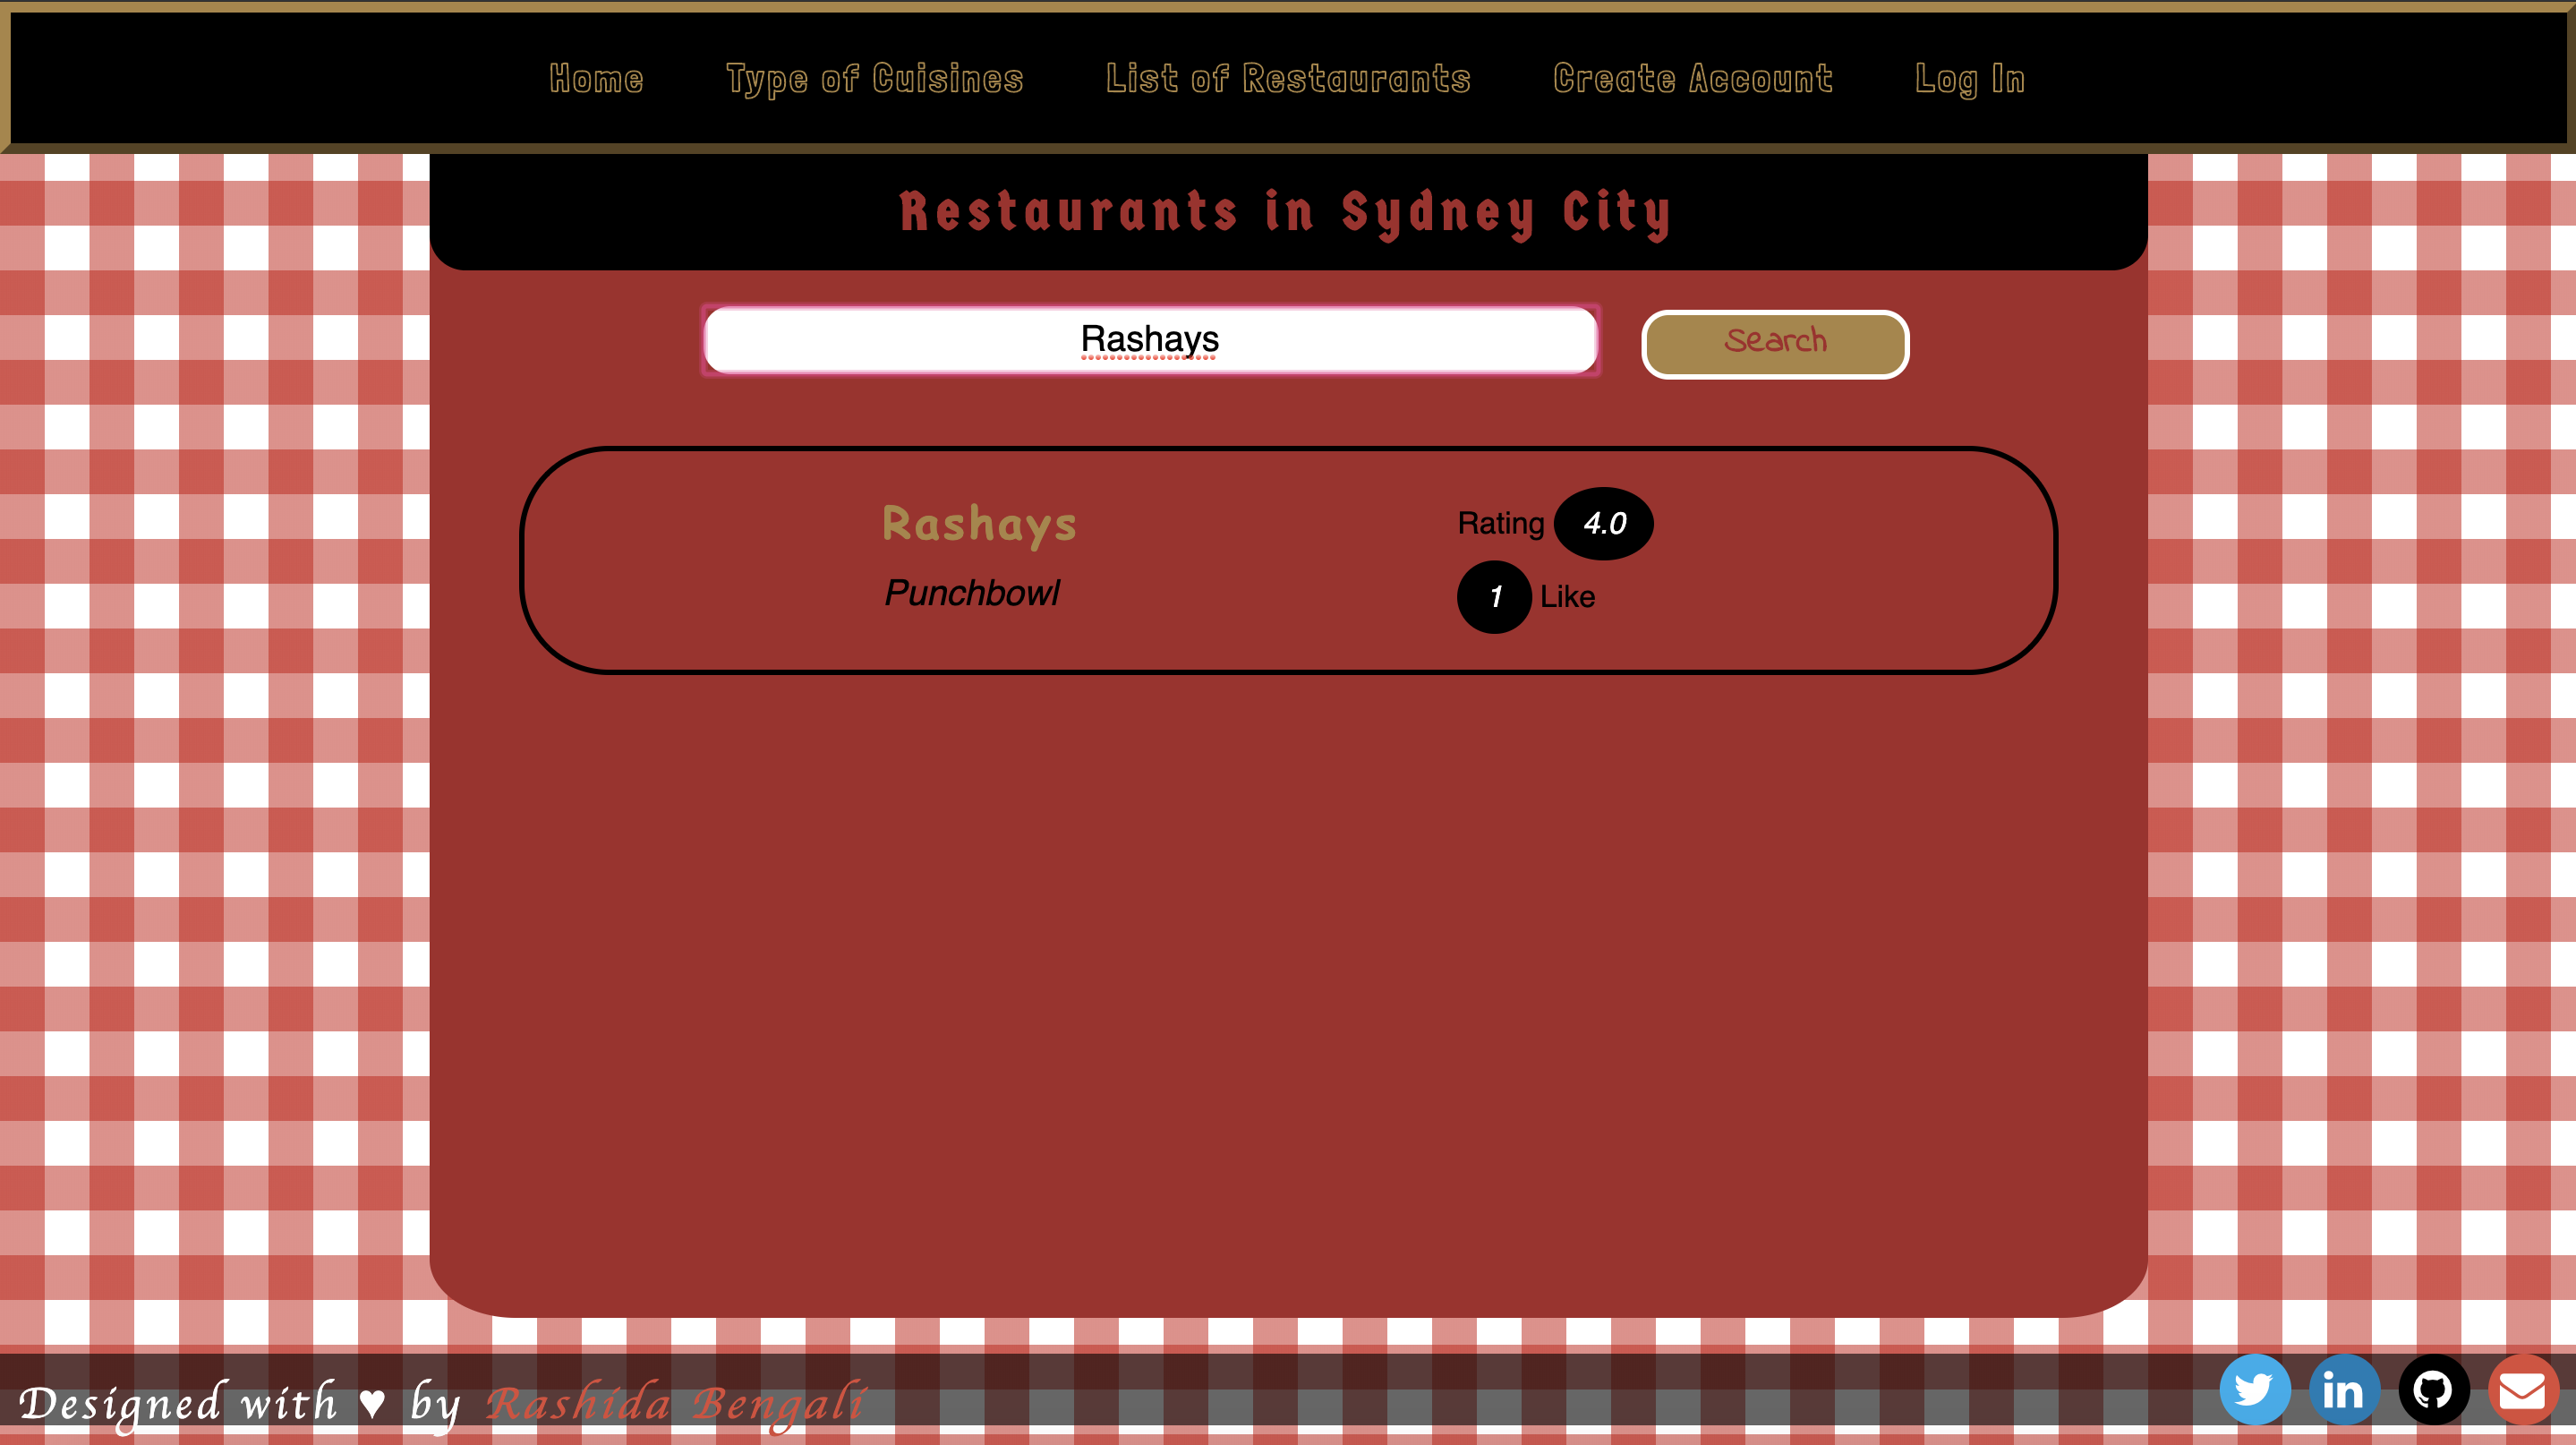 Home Type of Cuisines List of Restaurants Create Account Log In
Restaurants in Sydney City
Rashays Search
Rashays Rating 4.0
Punchbowl 1 Like
Designed with ♥ by Rashida Bengali